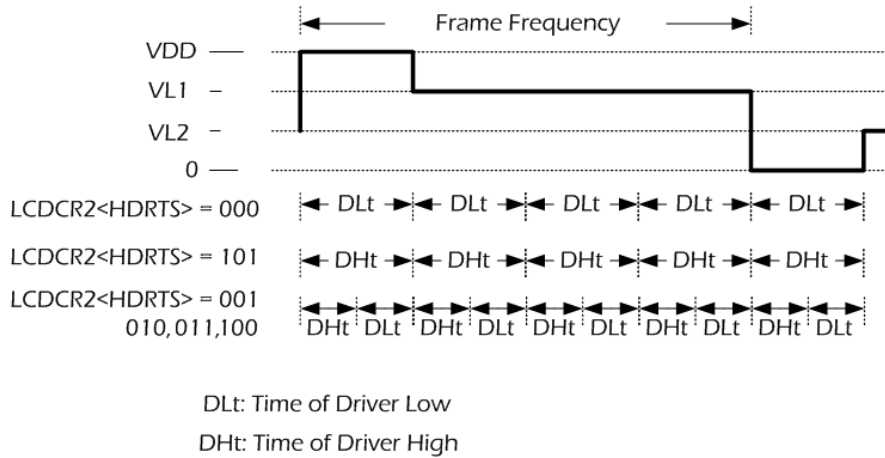 Frame Frequency
VDD
VL1
VL2
0
LCDCR2<HDRTS> = 000 DLt DLt DLt DLt DLt
LCDCR2<HDRTS> = 101 DHt DHt DHt DHt DHt
LCDCR2<HDRTS> = 001
010,011,100 DHt DLt DHt DLt DHt DLt DHt DLt DHt DLt
DLt: Time of Driver Low
DHt: Time of Driver High